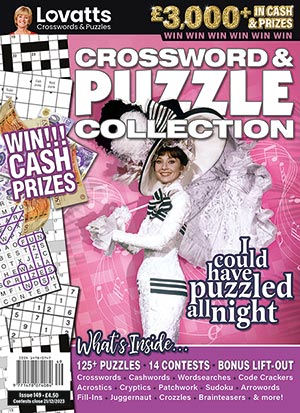 Lovatts
Crosswords & Puzzles
£3,000+ IN CASH & PRIZES
WIN WIN WIN WIN WIN WIN
CROSSWORD &
PUZZLE
COLLECTION
WIN!!!
CASH
PRIZES
I
could
have
puzzled
all night
What's Inside...
125+ PUZZLES · 14 CONTESTS · BONUS LIFT-OUT
Crosswords · Cashwords · Wordsearches · Code Crackers
Acrostics · Cryptics · Patchwork · Sudoku · Arrowords
Fill-Ins · Juggernaut · Crozzles · Brainteasers · & more!
Issue 149 · £4.50
Contests close 21/12/2023